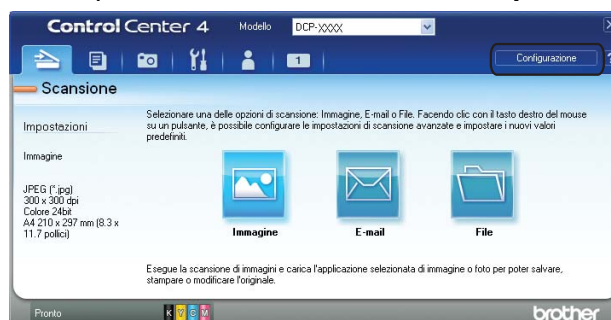 Control Center 4
Modello
DCP-XXXX
1
Configurazione
?
Scansione
Impostazioni
Immagine
JPEG (*.jpg)
300 x 300 dpi
Colore 24bit
A4 210 x 297 mm (8.3 x
11.7 pollici)
Selezionare una delle opzioni di scansione: Immagine, E-mail o File. Facendo clic con il tasto destro del mouse
su un pulsante, è possibile configurare le impostazioni di scansione avanzate e impostare i nuovi valori
predefiniti.
Immagine
E-mail
File
Esegue la scansione di immagini e carica l'applicazione selezionata di immagine o foto per poter salvare,
stampare o modificare l'originale.
Pronto
K Y C M
brother